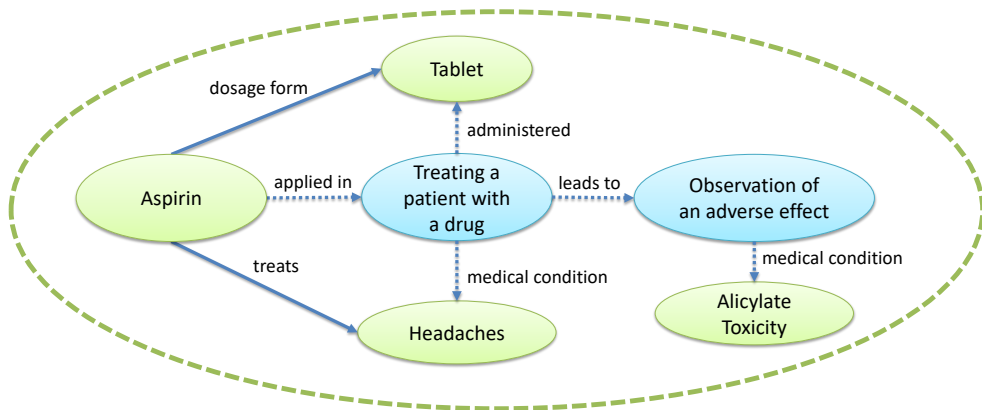 Tablet
dosage form
administered
Aspirin
applied in
Treating a
patient with
a drug
leads to
Observation of
an adverse effect
treats
medical condition
medical condition
Headaches
Alicylate
Toxicity